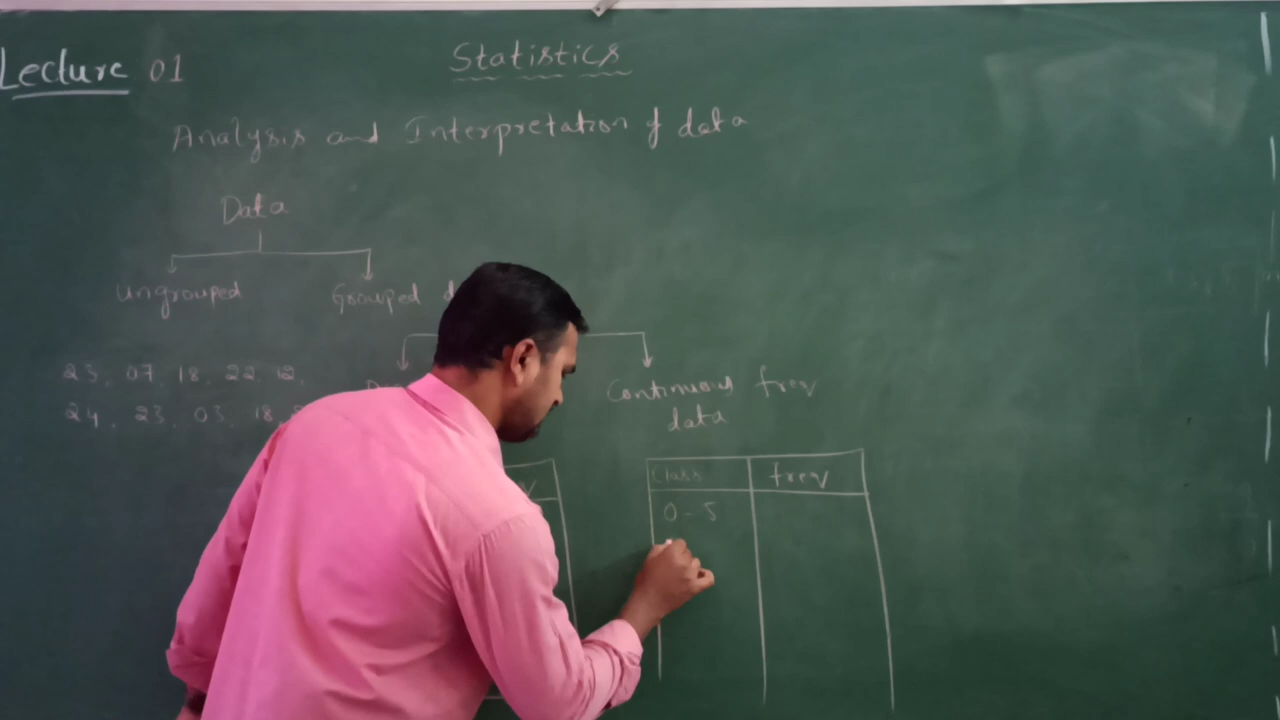 Lecture 01
Statistics
Analysis and Interpretation of data
Data
ungrouped
Grouped
Continuous freq
data
23, 07, 18, 22, 12,
24, 23, 03, 18,
Class freq
0 - 5